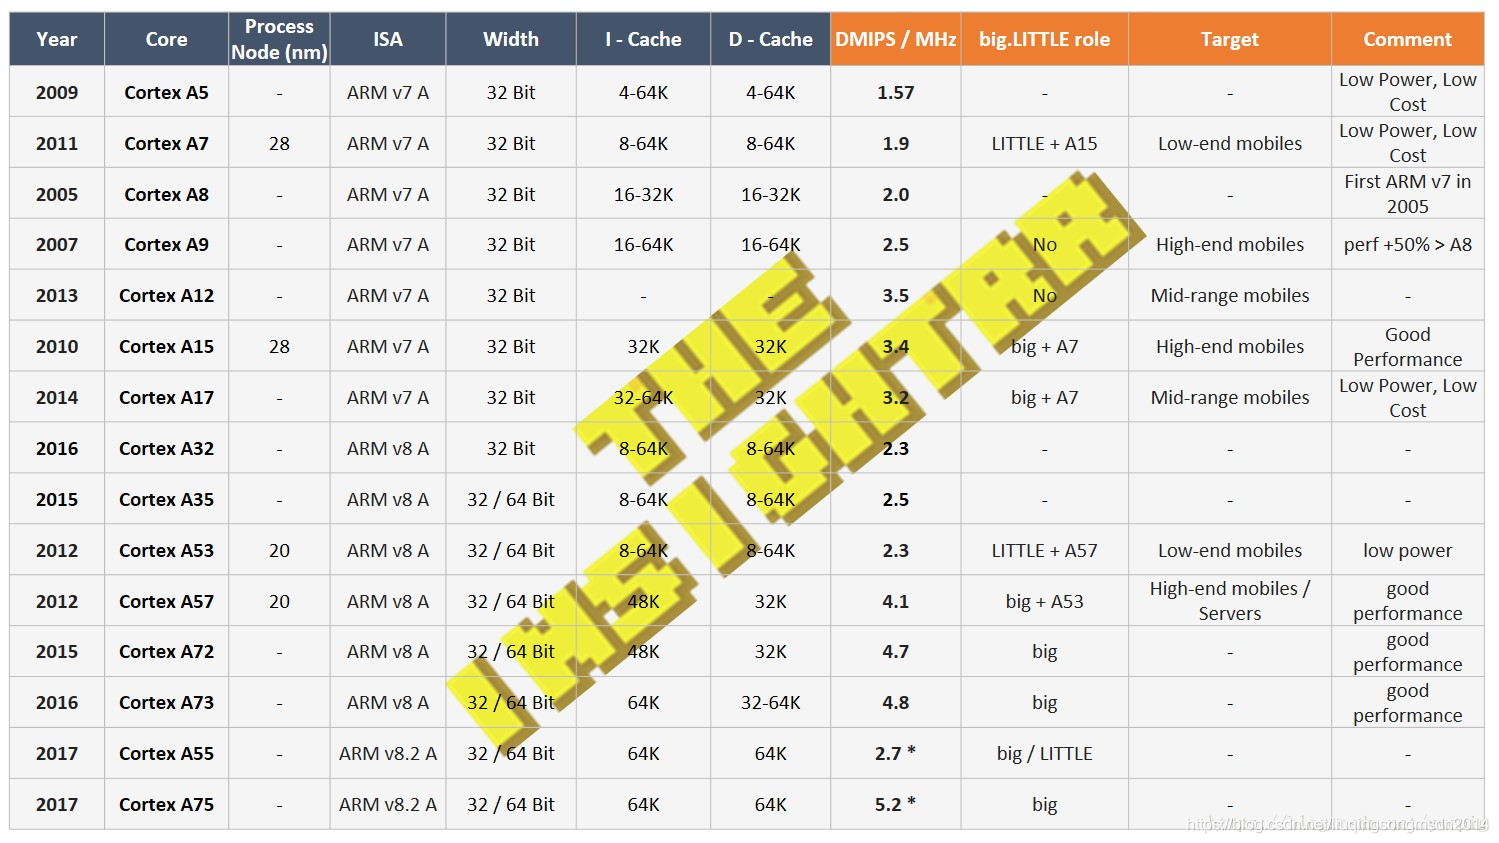 Year Core Process Node (nm) ISA Width I - Cache D - Cache DMIPS / MHz big.LITTLE role Target Comment
2009 Cortex A5 - ARM v7 A 32 Bit 4-64K 4-64K 1.57 - - Low Power, Low Cost
2011 Cortex A7 28 ARM v7 A 32 Bit 8-64K 8-64K 1.9 LITTLE + A15 Low-end mobiles Low Power, Low Cost
2005 Cortex A8 - ARM v7 A 32 Bit 16-32K 16-32K 2.0 - - First ARM v7 in 2005
2007 Cortex A9 - ARM v7 A 32 Bit 16-64K 16-64K 2.5 No High-end mobiles perf +50% > A8
2013 Cortex A12 - ARM v7 A 32 Bit - - 3.5 No Mid-range mobiles -
2010 Cortex A15 28 ARM v7 A 32 Bit 32K 32K 3.4 big + A7 High-end mobiles Good Performance
2014 Cortex A17 - ARM v7 A 32 Bit 32-64K 32K 3.2 big + A7 Mid-range mobiles Low Power, Low Cost
2016 Cortex A32 - ARM v8 A 32 Bit 8-64K 8-64K 2.3 - - -
2015 Cortex A35 - ARM v8 A 32 / 64 Bit 8-64K 8-64K 2.5 - - -
2012 Cortex A53 20 ARM v8 A 32 / 64 Bit 8-64K 8-64K 2.3 LITTLE + A57 Low-end mobiles low power
2012 Cortex A57 20 ARM v8 A 32 / 64 Bit 48K 32K 4.1 big + A53 High-end mobiles / Servers good performance
2015 Cortex A72 - ARM v8 A 32 / 64 Bit 48K 32K 4.7 big - good performance
2016 Cortex A73 - ARM v8 A 32 / 64 Bit 64K 32-64K 4.8 big - good performance
2017 Cortex A55 - ARM v8.2 A 32 / 64 Bit 64K 64K 2.7 * big / LITTLE - -
2017 Cortex A75 - ARM v8.2 A 32 / 64 Bit 64K 64K 5.2 * big - -
THE
https://blog.csdn.net/liuqingsongmsdn2014